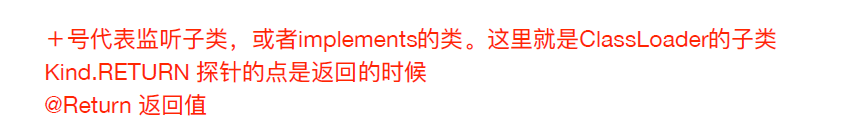 ＋号代表监听子类，或者implements的类。这里就是ClassLoader的子类
Kind.RETURN 探针的点是返回的时候
@Return 返回值